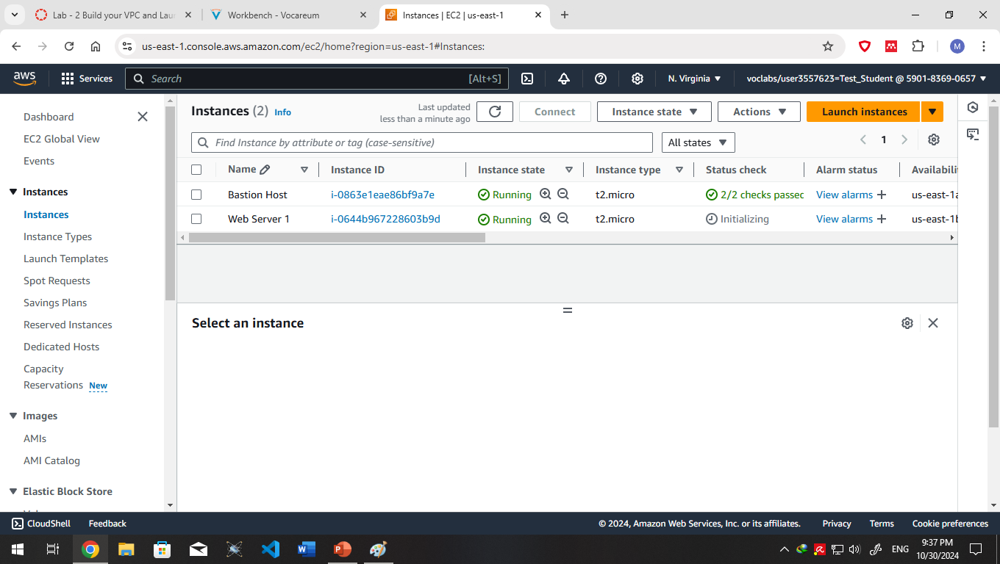 Lab - 2 Build your VPC and Lau
Workbench - Vocareum
Instances | EC2 | us-east-1
us-east-1.console.aws.amazon.com/ec2/home?region=us-east-1#Instances:
M
aws
Services
Search
[Alt+S]
N. Virginia
voclabs/user3557623=Test_Student @ 5901-8369-0657
Dashboard
EC2 Global View
Events
Instances
Instances
Instance Types
Launch Templates
Spot Requests
Savings Plans
Reserved Instances
Dedicated Hosts
Capacity
Reservations New
Images
AMIs
AMI Catalog
Elastic Block Store
Instances (2) Info
Last updated
less than a minute ago
Connect
Instance state
Actions
Launch instances
Find Instance by attribute or tag (case-sensitive)
All states
1
Name Instance ID Instance state Instance type Status check Alarm status Availabili
Bastion Host i-0863e1eae86bf9a7e Running t2.micro 2/2 checks passed View alarms + us-east-1a
Web Server 1 i-0644b967228603b9d Running t2.micro Initializing View alarms + us-east-1b
Select an instance
CloudShell Feedback
© 2024, Amazon Web Services, Inc. or its affiliates. Privacy Terms Cookie preferences
ENG
9:37 PM
10/30/2024